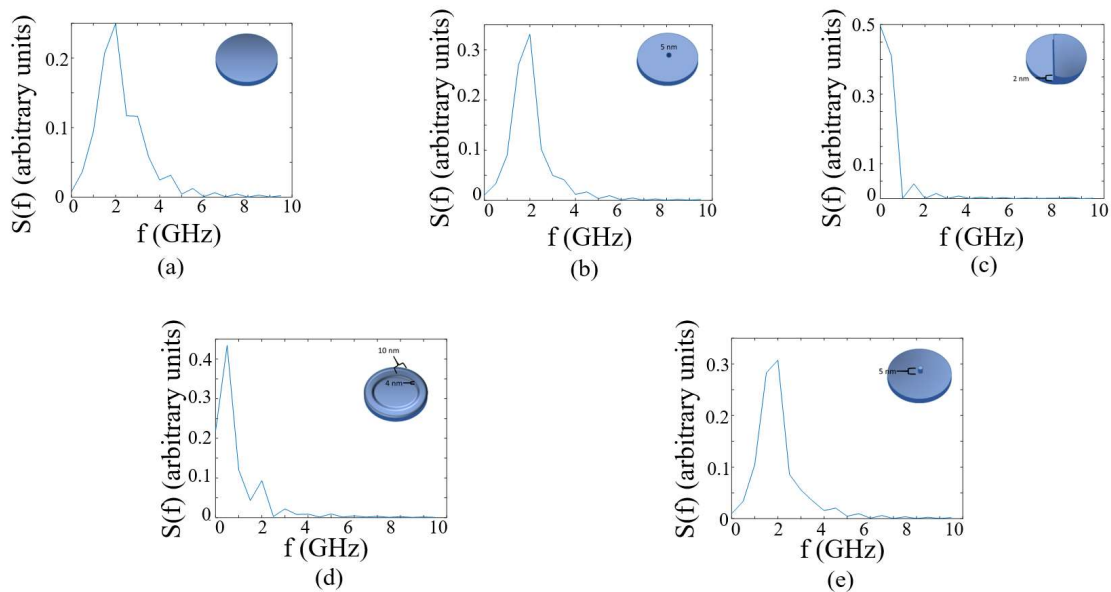 S(f) (arbitrary units)
0.2
0.1
0
0 2 4 6 8 10
f (GHz)
(a)
S(f) (arbitrary units)
0.3
0.2
0.1
0
0 2 4 6 8 10
5 nm
f (GHz)
(b)
S(f) (arbitrary units)
0.5
0.4
0.3
0.1
0
0 2 4 6 8 10
2 nm
f (GHz)
(c)
S(f) (arbitrary units)
0.4
0.3
0.2
0.1
0
0 2 4 6 8 10
10 nm
4 nm
f (GHz)
(d)
S(f) (arbitrary units)
0.3
0.2
0.1
0
0 2 4 6 8 10
5 nm
f (GHz)
(e)